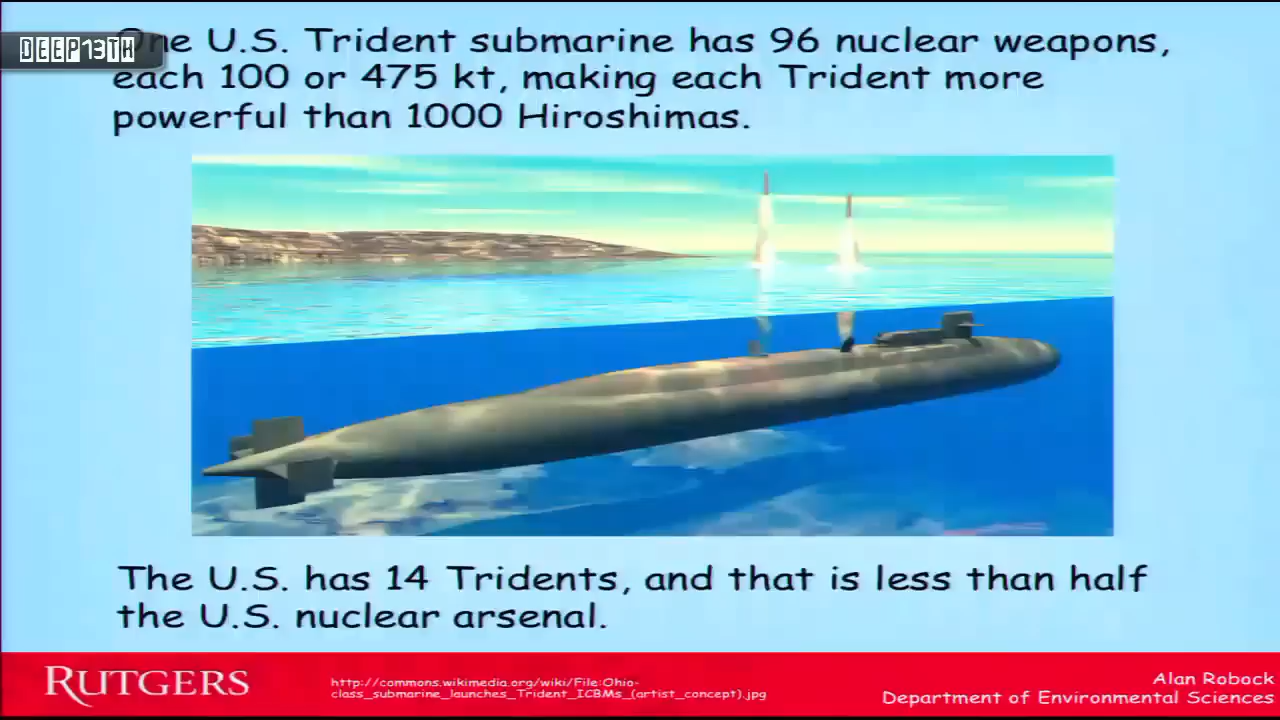 DEEP13TH
One U.S. Trident submarine has 96 nuclear weapons,
each 100 or 475 kt, making each Trident more
powerful than 1000 Hiroshimas.
The U.S. has 14 Tridents, and that is less than half
the U.S. nuclear arsenal.
RUTGERS
http://commons.wikimedia.org/wiki/File:Ohio-
class_submarine_launches_Trident_ICBMs_(artist_concept).jpg
Alan Robock
Department of Environmental Sciences